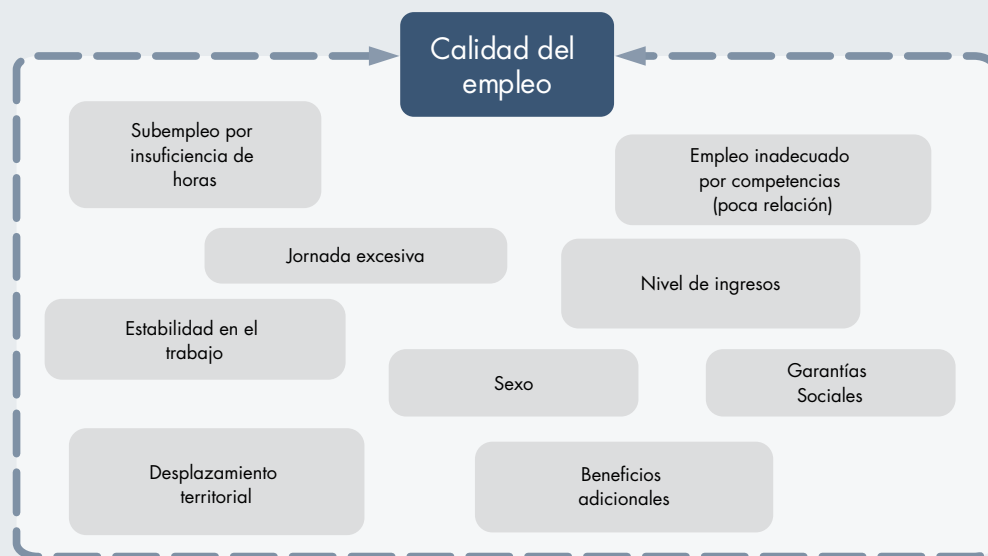 Calidad del
empleo
Subempleo por
insuficiencia de
horas
Empleo inadecuado
por competencias
(poca relación)
Jornada excesiva
Nivel de ingresos
Estabilidad en el
trabajo
Sexo
Garantías
Sociales
Desplazamiento
territorial
Beneficios
adicionales